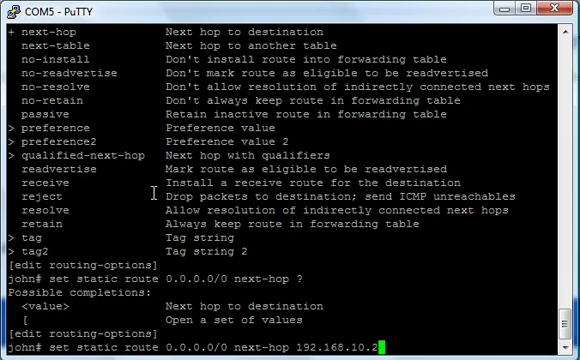 COM5 - PuTTY
+ next-hop Next hop to destination
next-table Next hop to another table
no-install Don't install route into forwarding table
no-readvertise Don't mark route as eligible to be readvertised
no-resolve Don't allow resolution of indirectly connected next hops
no-retain Don't always keep route in forwarding table
passive Retain inactive route in forwarding table
> preference Preference value
> preference2 Preference value 2
> qualified-next-hop Next hop with qualifiers
readvertise Mark route as eligible to be readvertised
receive Install a receive route for the destination
reject Drop packets to destination; send ICMP unreachables
resolve Allow resolution of indirectly connected next hops
retain Always keep route in forwarding table
> tag Tag string
> tag2 Tag string 2
[edit routing-options]
john# set static route 0.0.0.0/0 next-hop ?
Possible completions:
<value> Next hop to destination
[ Open a set of values
[edit routing-options]
john# set static route 0.0.0.0/0 next-hop 192.168.10.2